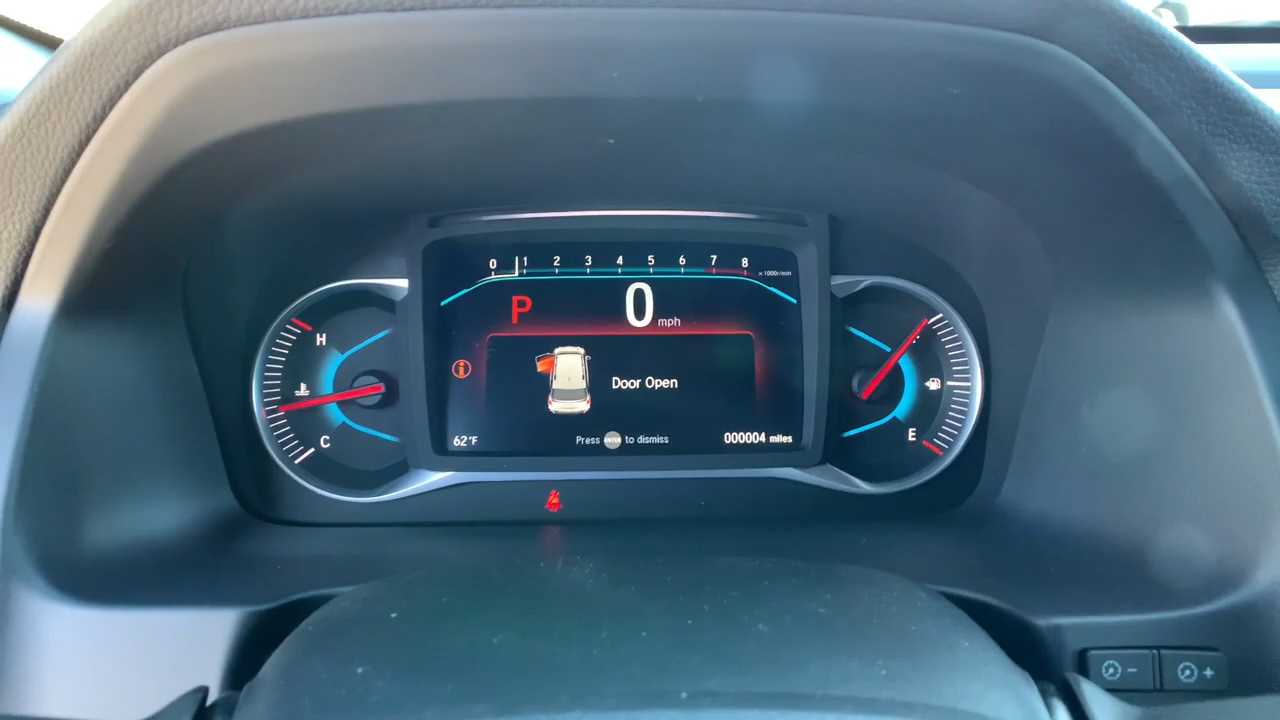 0 1 2 3 4 5 6 7 8 x1000r/min
P 0 mph
H
Door Open
C
E
62°F
Press ENTER to dismiss
000004 miles
- +